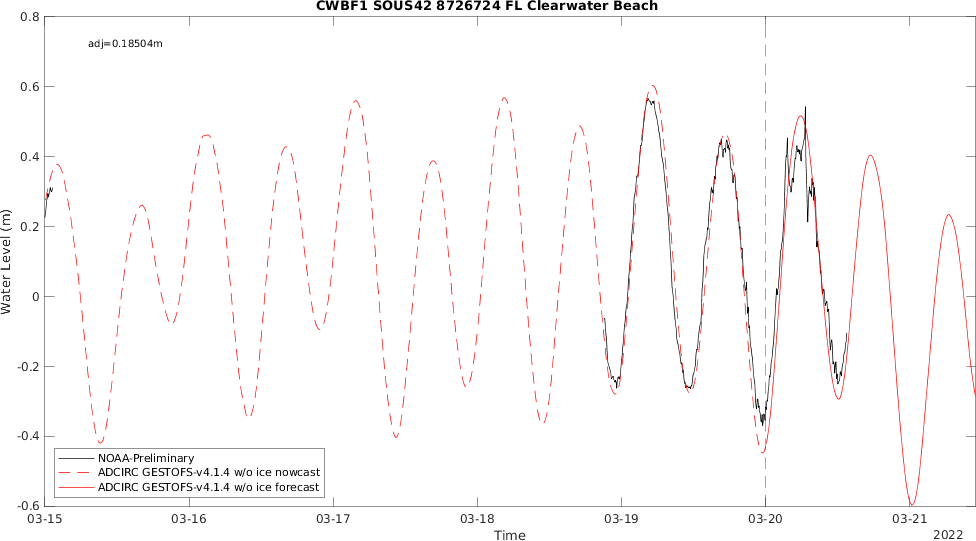 CWBF1 SOUS42 8726724 FL Clearwater Beach
adj=0.18504m
0.8
0.6
0.4
0.2
0
-0.2
-0.4
-0.6
Water Level (m)
NOAA-Preliminary
ADCIRC GESTOFS-v4.1.4 w/o ice nowcast
ADCIRC GESTOFS-v4.1.4 w/o ice forecast
03-15 03-16 03-17 03-18 03-19 03-20 03-21
Time
2022